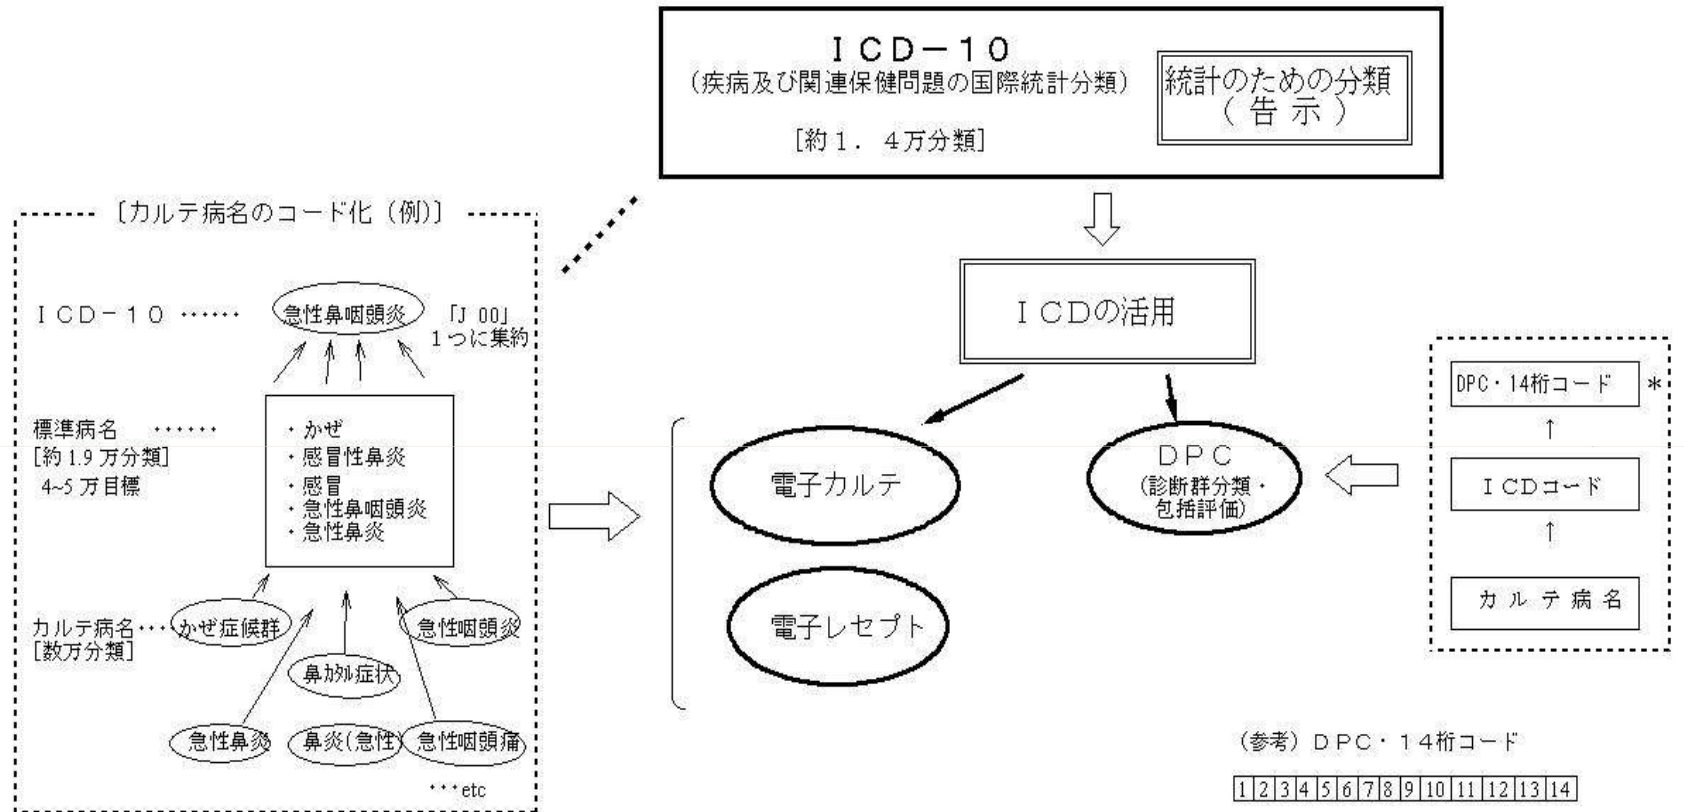 ＩＣＤ－１０
(疾病及び関連保健問題の国際統計分類)
[約１．４万分類]
統計のための分類
（告示）
[カルテ病名のコード化（例)]
ＩＣＤ－１０ ……
急性鼻咽頭炎
「J 00」
１つに集約
標準病名 ……
[約 1.9 万分類]
4~5 万目標
・かぜ
・感冒性鼻炎
・感冒
・急性鼻咽頭炎
・急性鼻炎
カルテ病名‥‥
[数万分類]
かぜ症候群
急性咽頭炎
鼻ｶﾀﾙ症状
急性鼻炎
鼻炎(急性)
急性咽頭痛
…etc
ＩＣＤの活用
電子カルテ
電子レセプト
ＤＰＣ
(診断群分類・
包括評価)
DPC・14桁コード ＊
↑
ＩＣＤコード
↑
カルテ病名
(参考) ＤＰＣ・１４桁コード
1 2 3 4 5 6 7 8 9 10 11 12 13 14